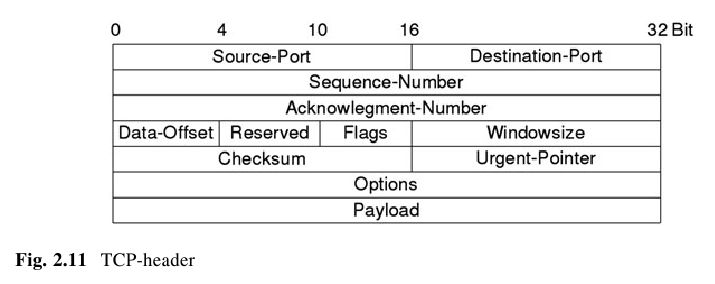 0 4 10 16 32 Bit
Source-Port Destination-Port
Sequence-Number
Acknowlegment-Number
Data-Offset Reserved Flags Windowsize
Checksum Urgent-Pointer
Options
Payload
Fig. 2.11 TCP-header